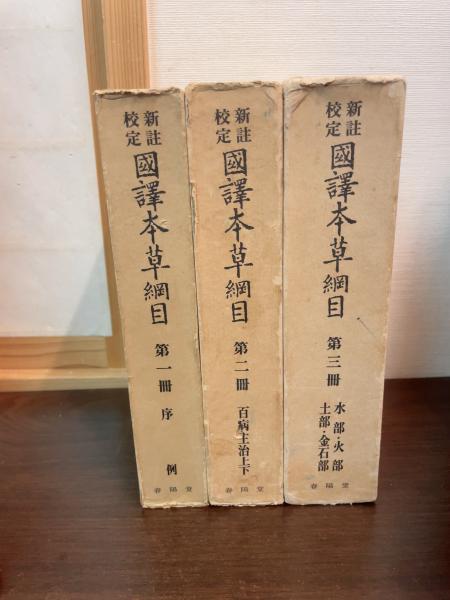 新註
校定
國譯本草綱目
第一冊
序例
春陽堂
新註
校定
國譯本草綱目
第二冊
百病主治上下
春陽堂
新註
校定
國譯本草綱目
第三冊
水部・火部
土部・金石部
春陽堂